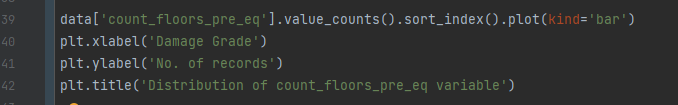 39 data['count_floors_pre_eq'].value_counts().sort_index().plot(kind='bar')
40 plt.xlabel('Damage Grade')
41 plt.ylabel('No. of records')
42 plt.title('Distribution of count_floors_pre_eq variable')